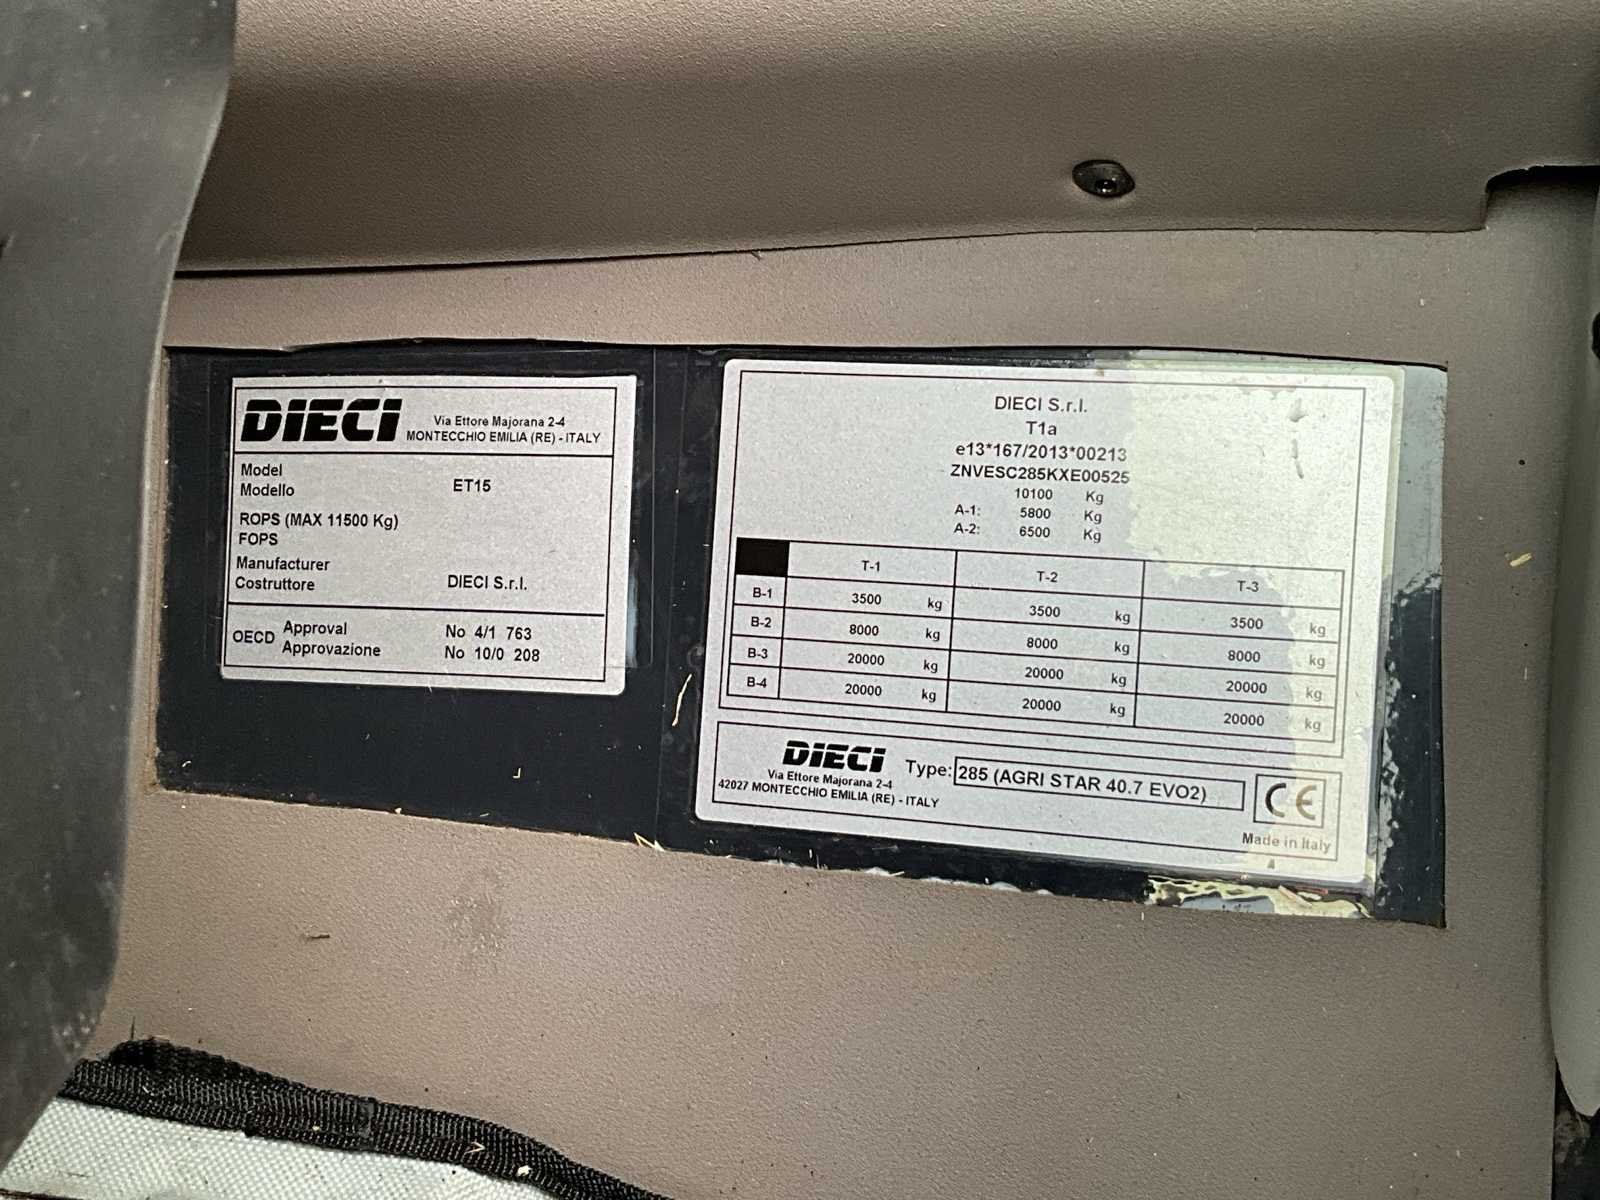 DIECI
Via Ettore Majorana 2-4
MONTECCHIO EMILIA (RE) - ITALY
Model
Modello
ET15
ROPS (MAX 11500 Kg)
FOPS
Manufacturer
Costruttore
DIECI S.r.l.
OECD
Approval
Approvazione
No 4/1 763
No 10/0 208
DIECI S.r.l.
T1a
e13*167/2013*00213
ZNVESC285KXE00525
10100 Kg
A-1: 5800 Kg
A-2: 6500 Kg
T-1 T-2 T-3
B-1 3500 kg 3500 kg 3500 kg
B-2 8000 kg 8000 kg 8000 kg
B-3 20000 kg 20000 kg 20000 kg
B-4 20000 kg 20000 kg 20000 kg
DIECI
Via Ettore Majorana 2-4
42027 MONTECCHIO EMILIA (RE) - ITALY
Type: 285 (AGRI STAR 40.7 EVO2)
CE
Made in Italy